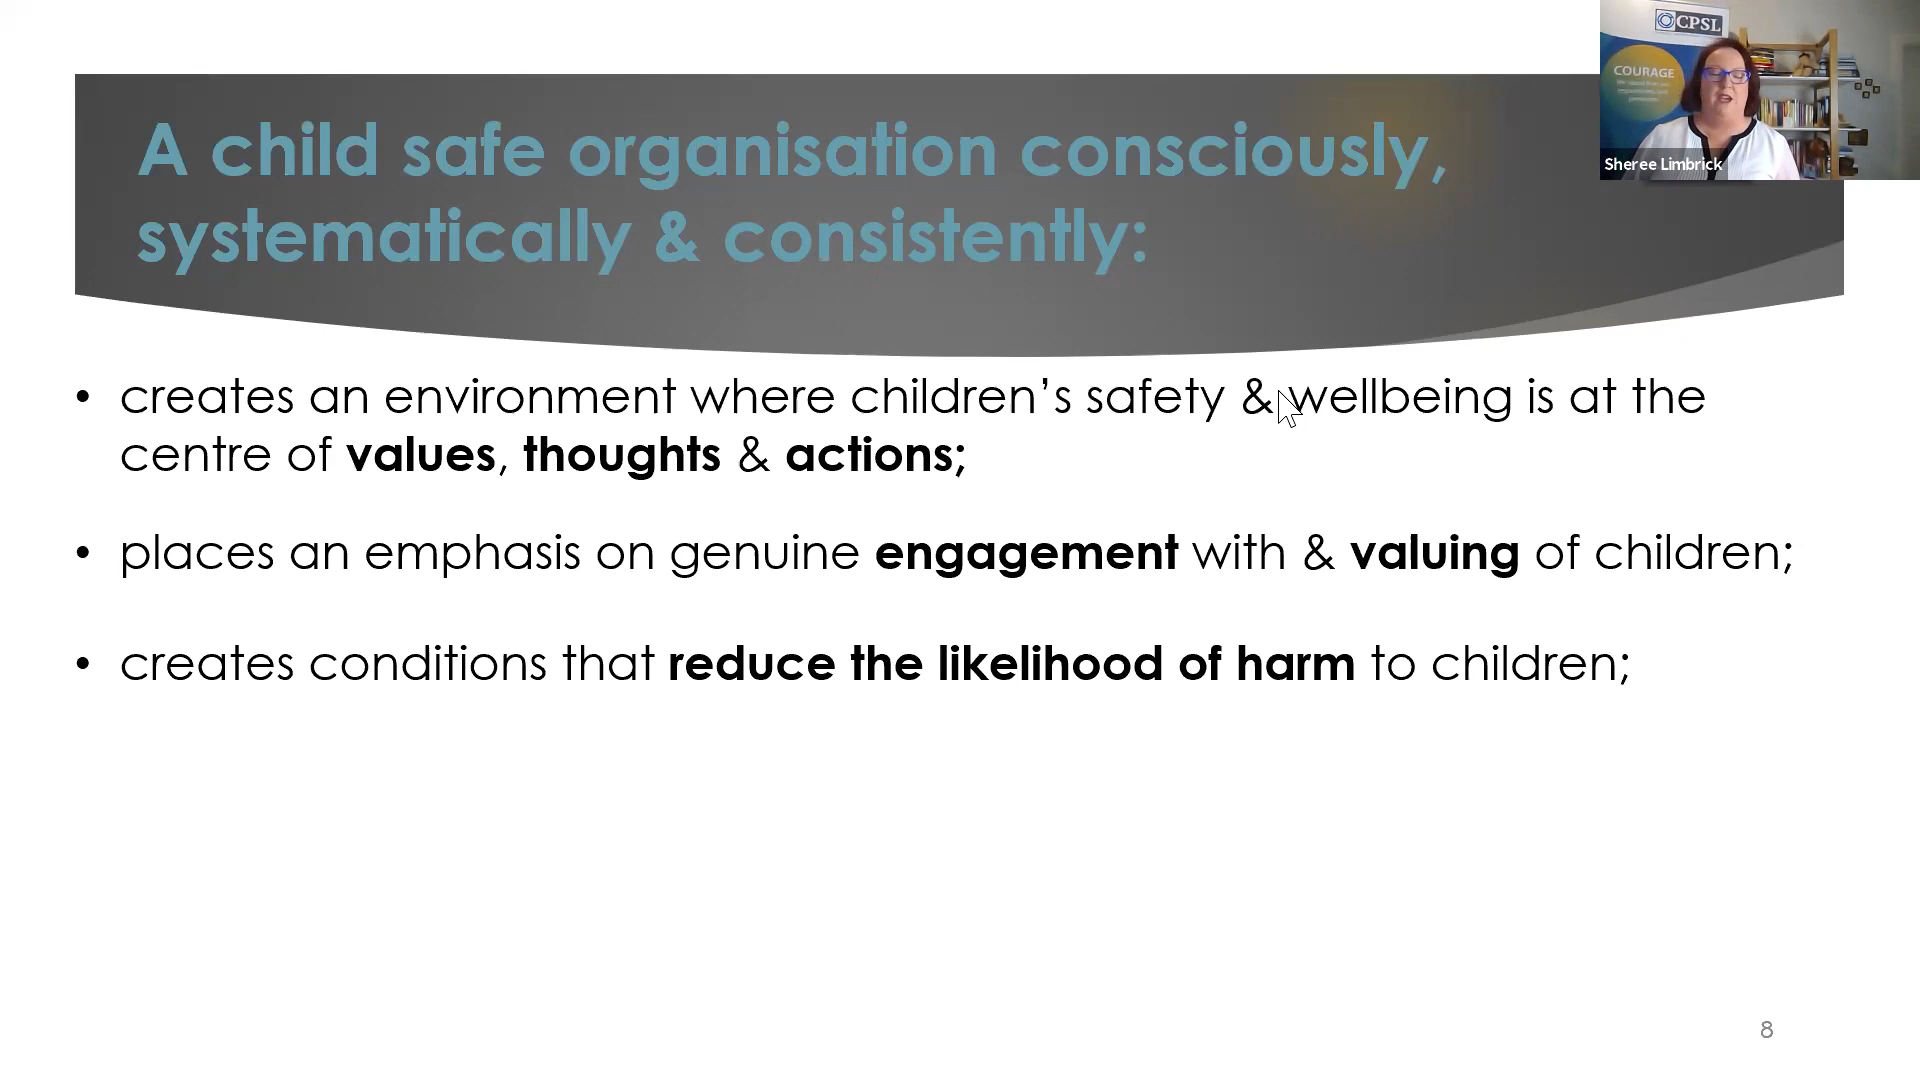 CPSL
COURAGE
Sheree Limbrick
A child safe organisation consciously,
systematically & consistently:
• creates an environment where children’s safety & wellbeing is at the
centre of values, thoughts & actions;
• places an emphasis on genuine engagement with & valuing of children;
• creates conditions that reduce the likelihood of harm to children;
8